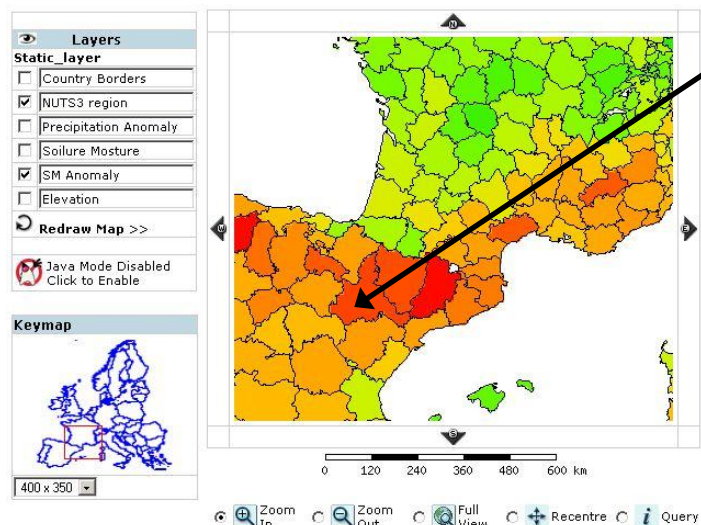 Layers
Static_layer
Country Borders
NUTS3 region
Precipitation Anomaly
Soilure Mosture
SM Anomaly
Elevation
Redraw Map >>
Java Mode Disabled
Click to Enable
Keymap
400 x 350
N
W
E
S
0 120 240 360 480 600 km
Zoom In
Zoom Out
Full View
Recentre
i Query